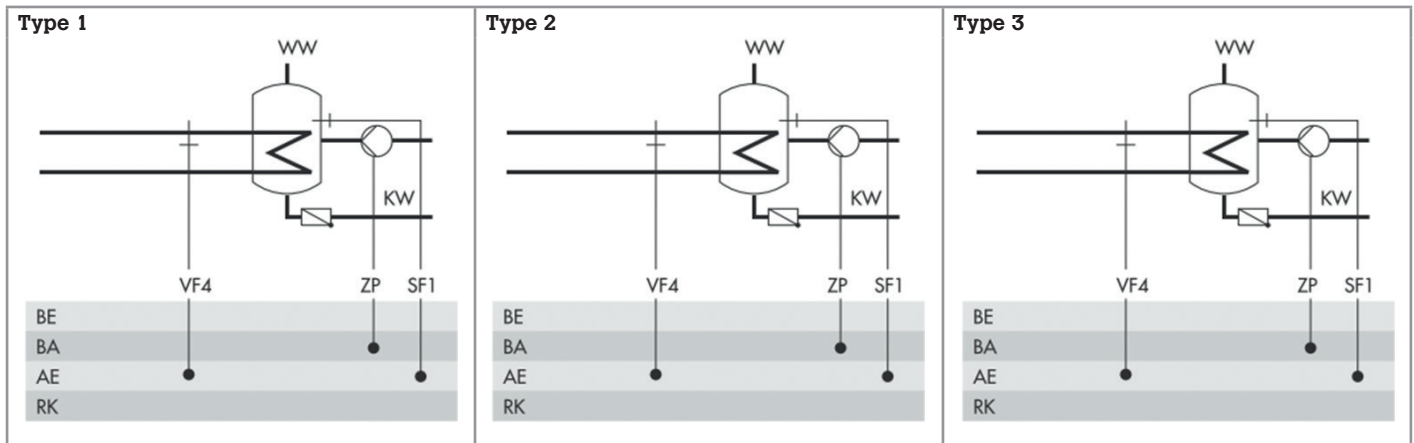 Type 1
WW
KW
VF4 ZP SF1
BE
BA
AE
RK
Type 2
WW
KW
VF4 ZP SF1
BE
BA
AE
RK
Type 3
WW
KW
VF4 ZP SF1
BE
BA
AE
RK